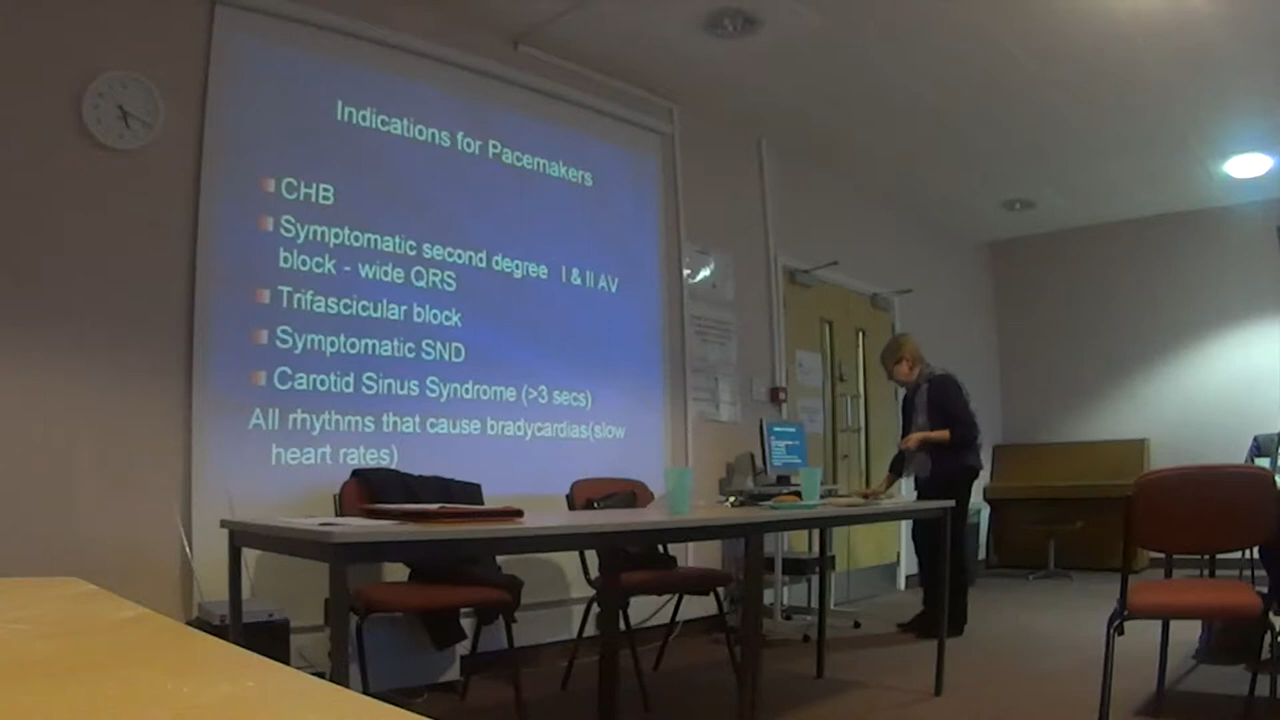 Indications for Pacemakers
CHB
Symptomatic second degree I & II AV
block - wide QRS
Trifascicular block
Symptomatic SND
Carotid Sinus Syndrome (>3 secs)
All rhythms that cause bradycardias(slow
heart rates)